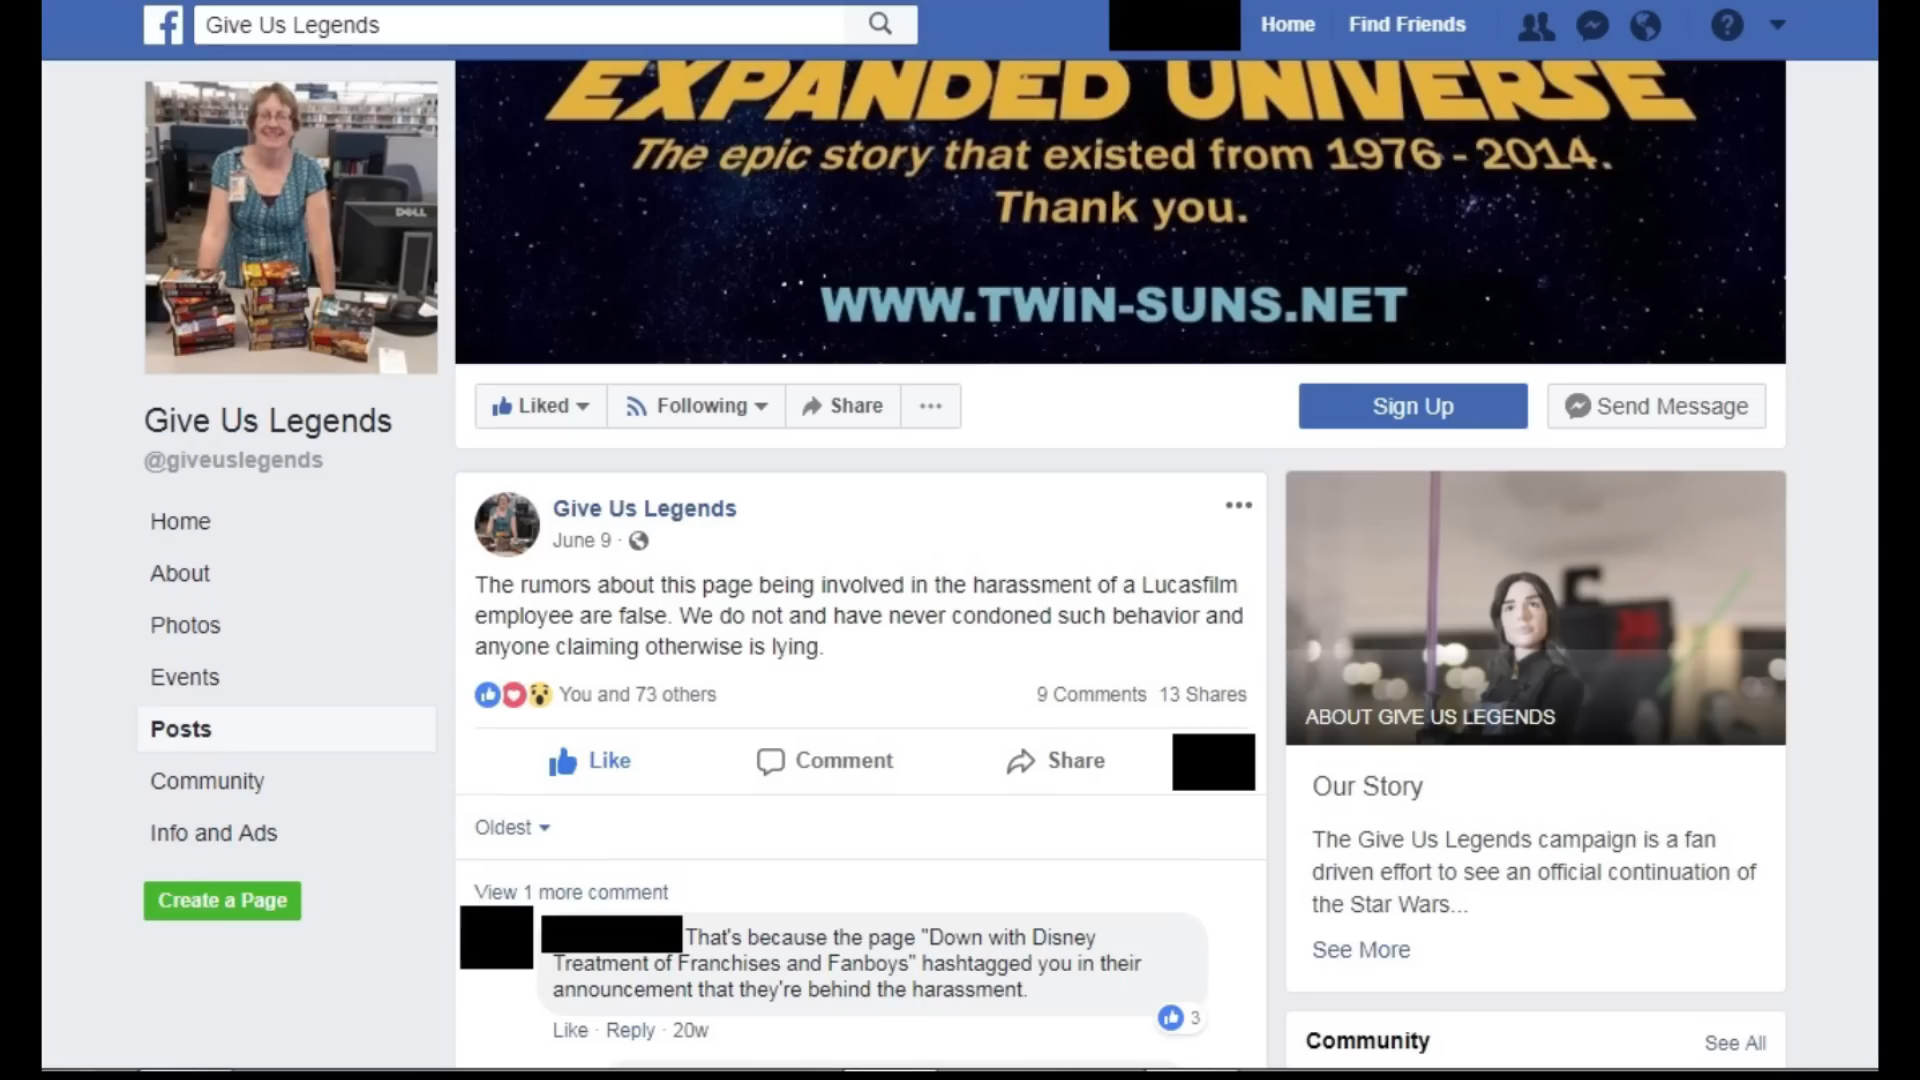 Give Us Legends
Home
Find Friends
EXPANDED UNIVERSE
The epic story that existed from 1976 - 2014.
Thank you.
WWW.TWIN-SUNS.NET
DELL
Liked
Following
Share
Sign Up
Send Message
Give Us Legends
@giveuslegends
Home
About
Photos
Events
Posts
Community
Info and Ads
Create a Page
Give Us Legends
June 9 ·
The rumors about this page being involved in the harassment of a Lucasfilm
employee are false. We do not and have never condoned such behavior and
anyone claiming otherwise is lying.
You and 73 others
9 Comments 13 Shares
Like
Comment
Share
Oldest
View 1 more comment
That's because the page "Down with Disney
Treatment of Franchises and Fanboys" hashtagged you in their
announcement that they're behind the harassment.
3
Like · Reply · 20w
ABOUT GIVE US LEGENDS
Our Story
The Give Us Legends campaign is a fan
driven effort to see an official continuation of
the Star Wars...
See More
Community
See All